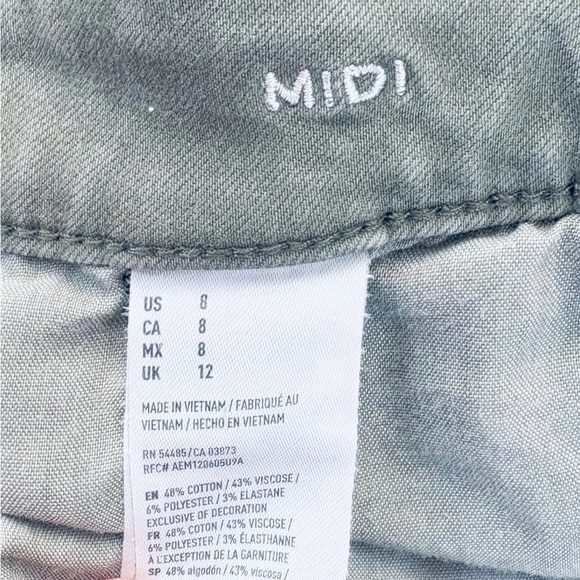 MIDI
US 8
CA 8
MX 8
UK 12
MADE IN VIETNAM / FABRIQUÉ AU
VIETNAM / HECHO EN VIETNAM
RN 54485 / CA 03873
RFC# AEM120605U9A
EN 48% COTTON / 43% VISCOSE /
6% POLYESTER / 3% ELASTANE
EXCLUSIVE OF DECORATION
FR 48% COTON / 43% VISCOSE /
6% POLYESTER / 3% ÉLASTHANNE
À L'EXCEPTION DE LA GARNITURE
SP 48% algodón / 43% viscosa /